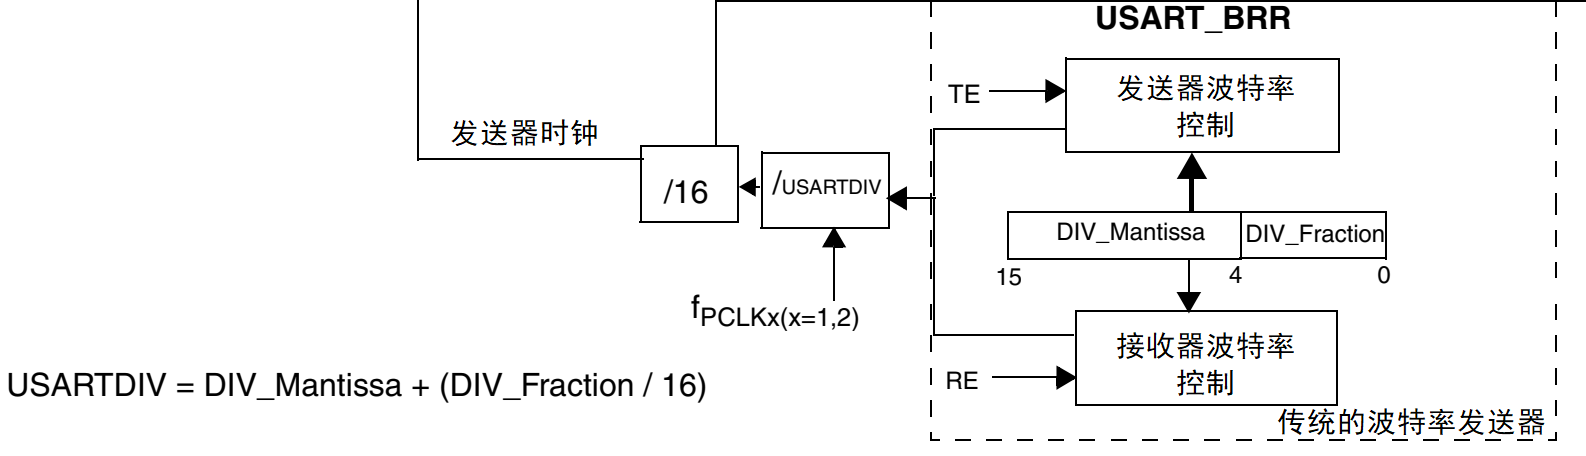 USART_BRR
TE
发送器波特率
控制
发送器时钟
/16
/USARTDIV
DIV_Mantissa
DIV_Fraction
15
4
0
fPCLKx(x=1,2)
接收器波特率
控制
RE
USARTDIV = DIV_Mantissa + (DIV_Fraction / 16)
传统的波特率发送器